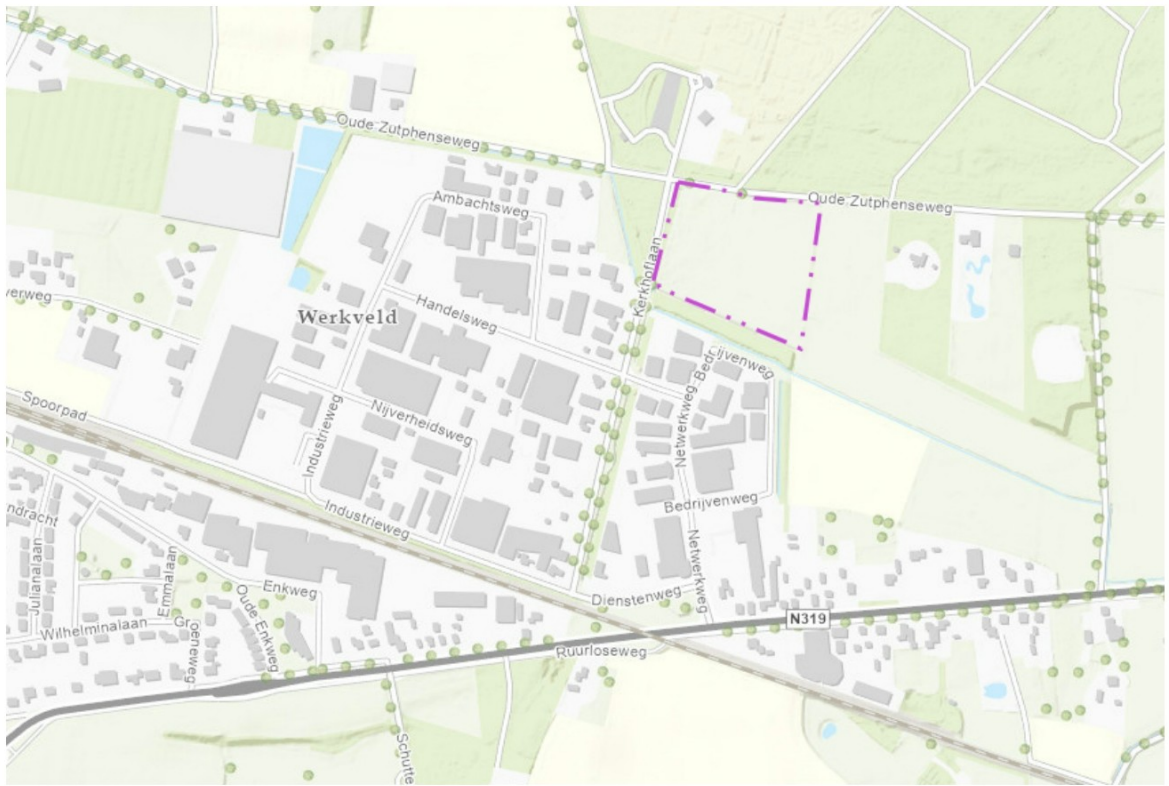 Oude Zutphenseweg
Oude Zutphenseweg
Ambachtsweg
Kerkhoflaan
verweg
Handelsweg
Werkveld
Bedrijvenweg
Spoorpad
Nijverheidsweg
Industrieweg
Netwerkweg
Bedrijvenweg
Industrieweg
ndracht
Netwerkweg
Julianalaan
Emmalaan
Enkweg
Oude Enkweg
Dienstenweg
N319
Wilhelminalaan
Groeneweg
Ruurloseweg
Schutte